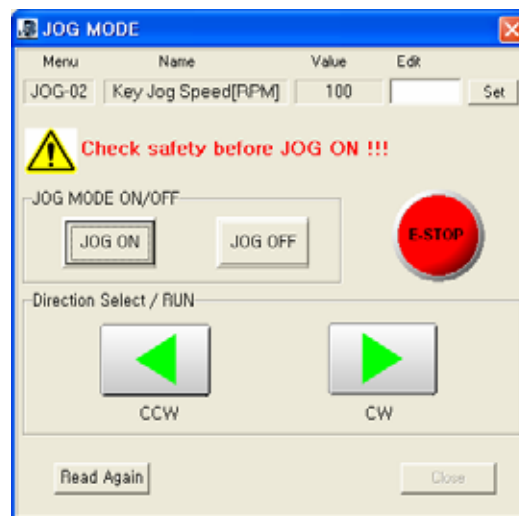 JOG MODE
Menu Name Value Edit
JOG-02 Key Jog Speed[RPM] 100 Set
Check safety before JOG ON !!!
JOG MODE ON/OFF
JOG ON JOG OFF E-STOP
Direction Select / RUN
CCW CW
Read Again Close